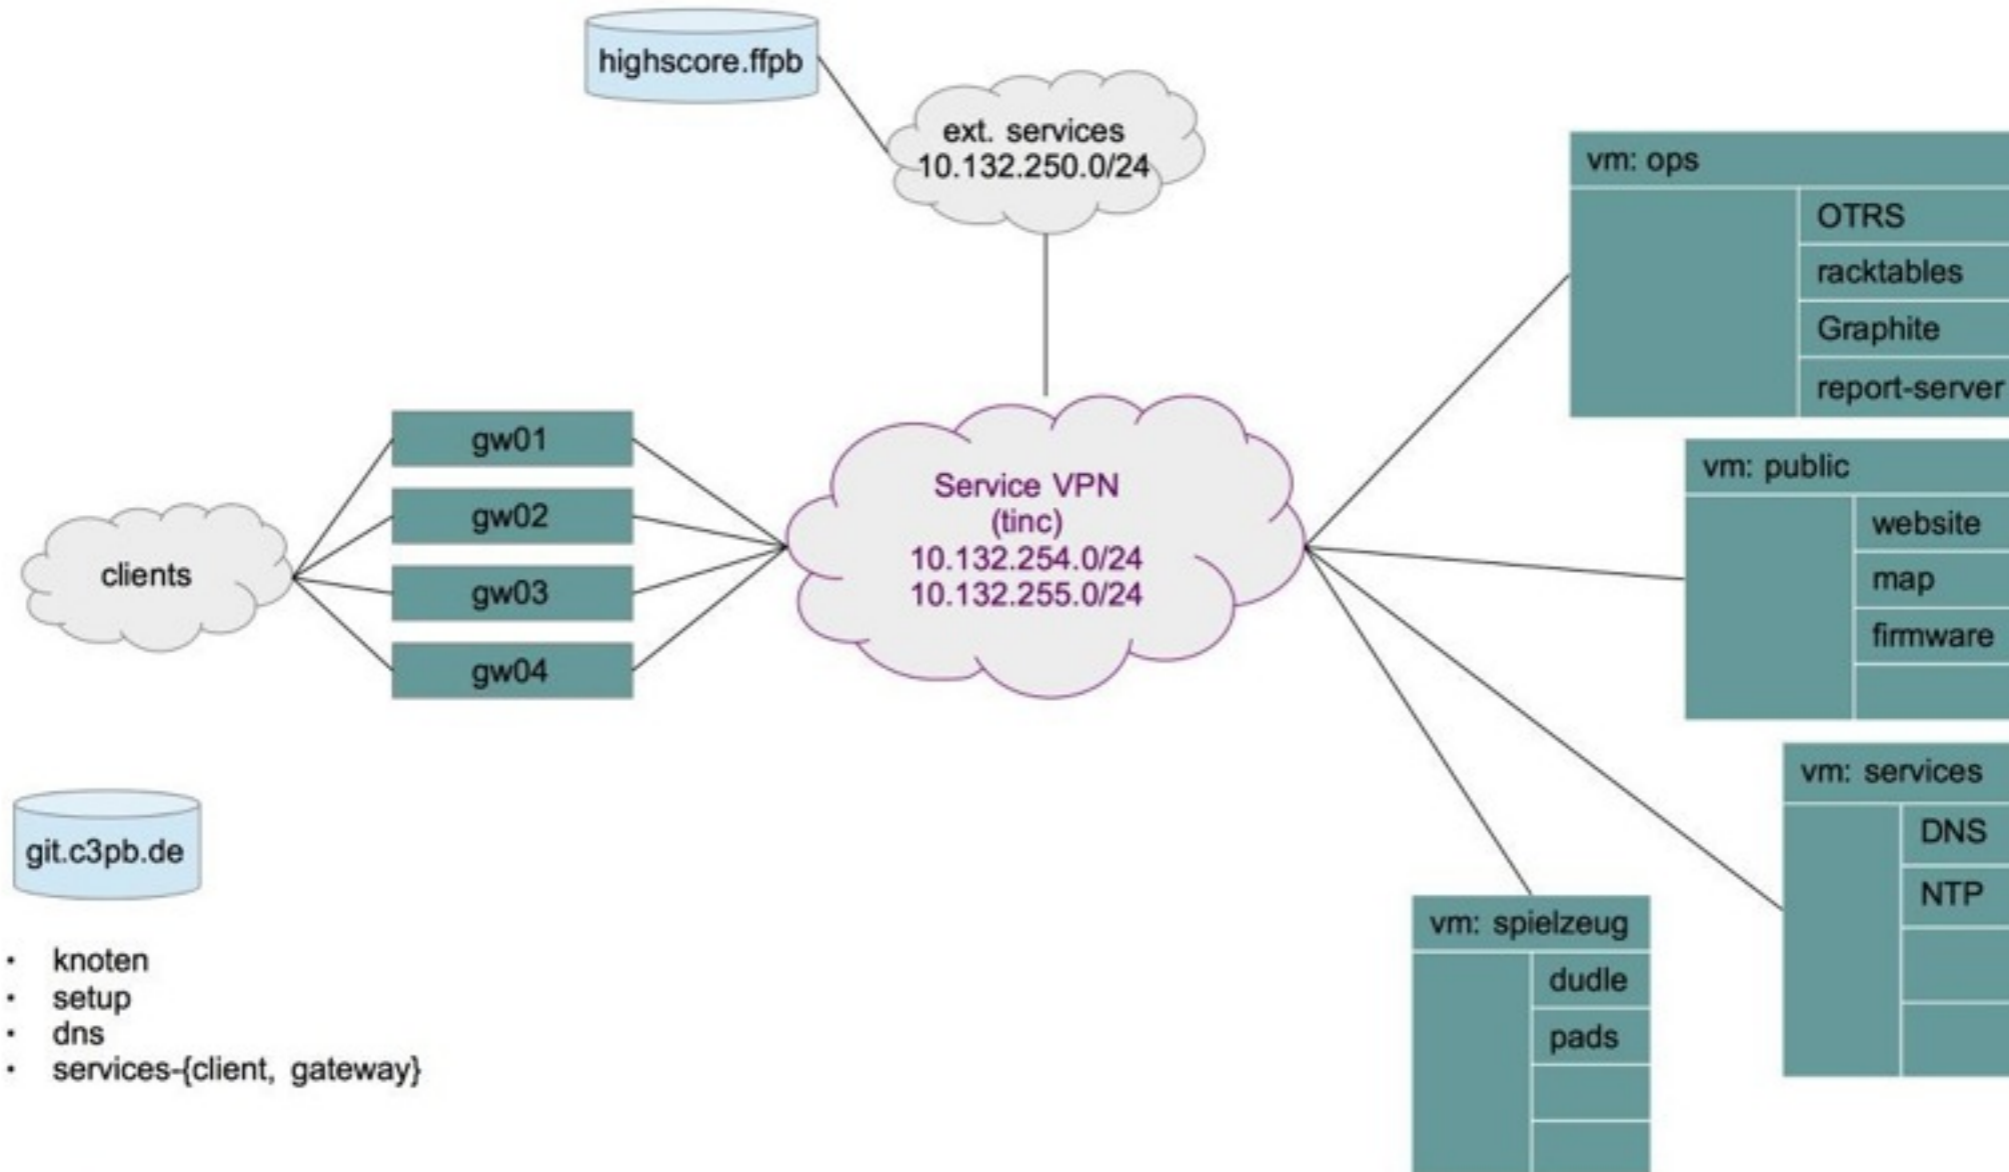 highscore.ffpb
ext. services
10.132.250.0/24
vm: ops
OTRS
racktables
Graphite
report-server
gw01
gw02
gw03
gw04
clients
Service VPN
(tinc)
10.132.254.0/24
10.132.255.0/24
vm: public
website
map
firmware
vm: services
DNS
NTP
vm: spielzeug
dudle
pads
git.c3pb.de
· knoten
· setup
· dns
· services-{client, gateway}